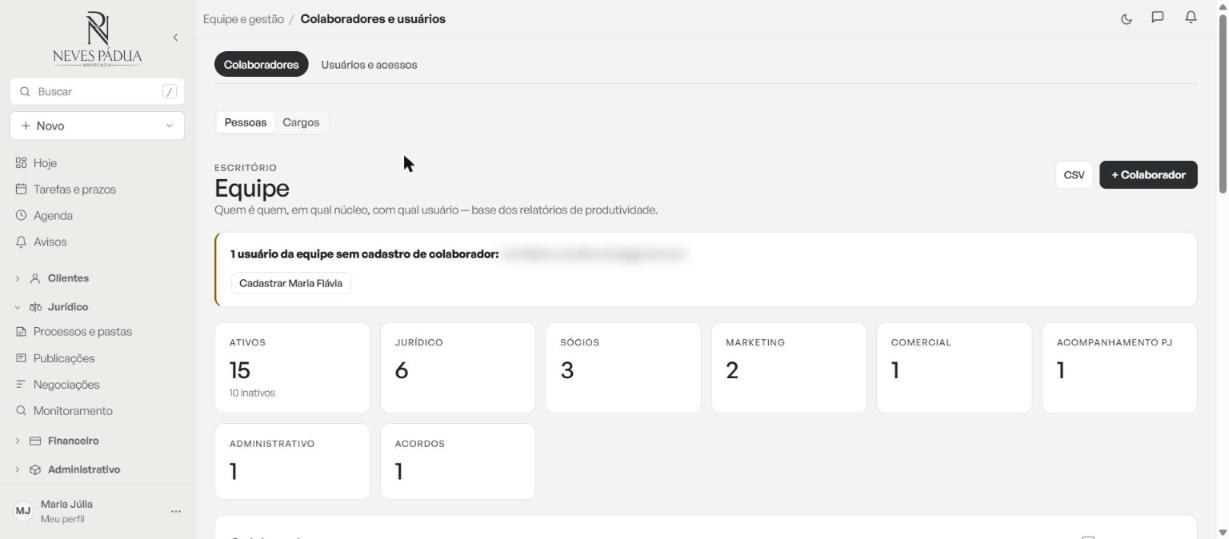 NEVES PÁDUA
ADVOCACIA
Buscar /
+ Novo
Hoje
Tarefas e prazos
Agenda
Avisos
Clientes
Jurídico
Processos e pastas
Publicações
Negociações
Monitoramento
Financeiro
Administrativo
MJ
Maria Júlia
Meu perfil
...
Equipe e gestão / Colaboradores e usuários
Colaboradores Usuários e acessos
Pessoas Cargos
ESCRITÓRIO
Equipe
Quem é quem, em qual núcleo, com qual usuário — base dos relatórios de produtividade.
CSV + Colaborador
1 usuário da equipe sem cadastro de colaborador:
Cadastrar Maria Flávia
ATIVOS
15
10 inativos
JURÍDICO
6
SÓCIOS
3
MARKETING
2
COMERCIAL
1
ACOMPANHAMENTO PJ
1
ADMINISTRATIVO
1
ACORDOS
1